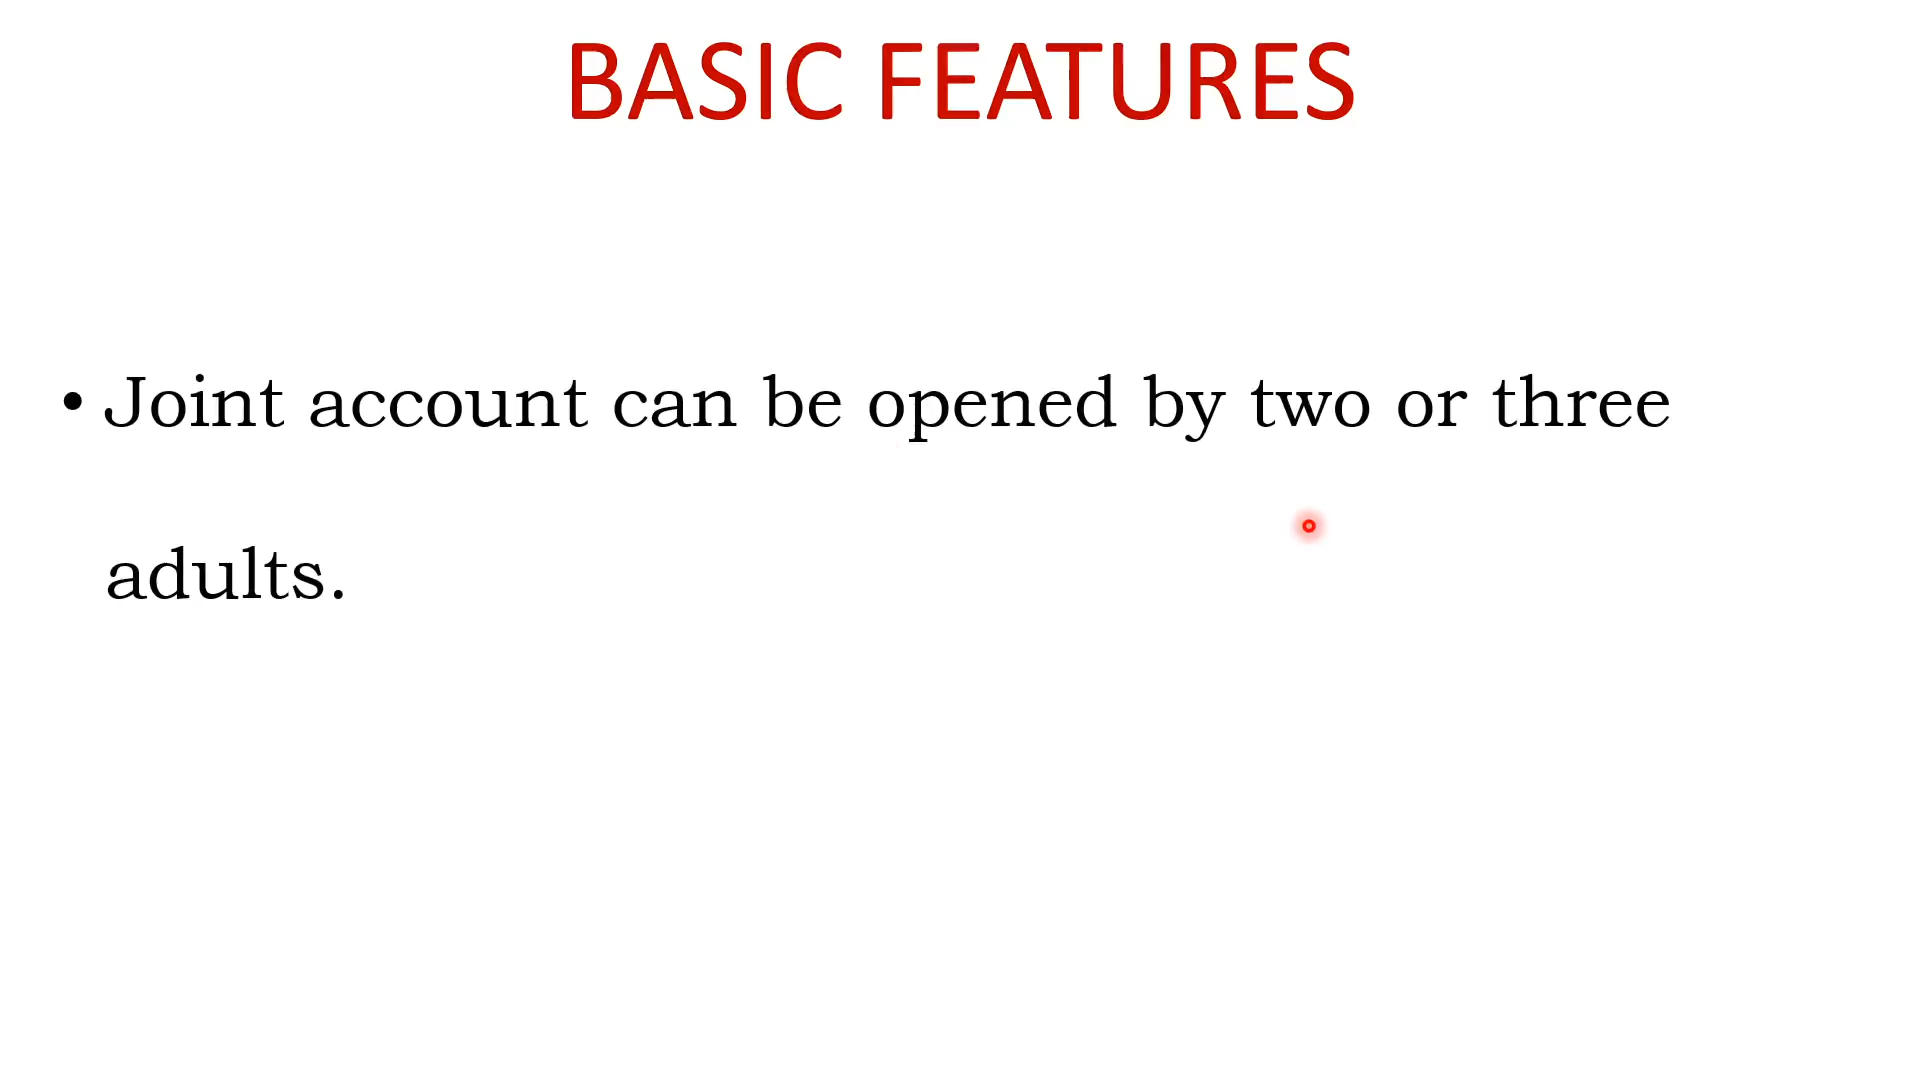 BASIC FEATURES
• Joint account can be opened by two or three
adults.